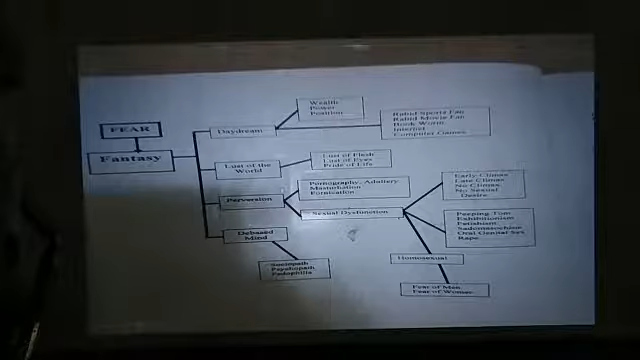 FEAR
Fantasy
Daydream
Wealth
Power
Position
Rabid Sports Fan
Rabid Movie Fan
Book Worm
Internet
Computer Games
Lust of the
World
Lust of Flesh
Lust of Eyes
Pride of Life
Perversion
Pornography, Adultery
Masturbation
Fornication
Sexual Dysfunction
Early Climax
Late Climax
No Climax
No Sexual
Desire
Peeping Tom
Exhibitionism
Fetishism
Sadomasochism
Oral Genital Sex
Rape
Homosexual
Fear of Men
Fear of Women
Debased
Mind
Sociopath
Psychopath
Pedophilia